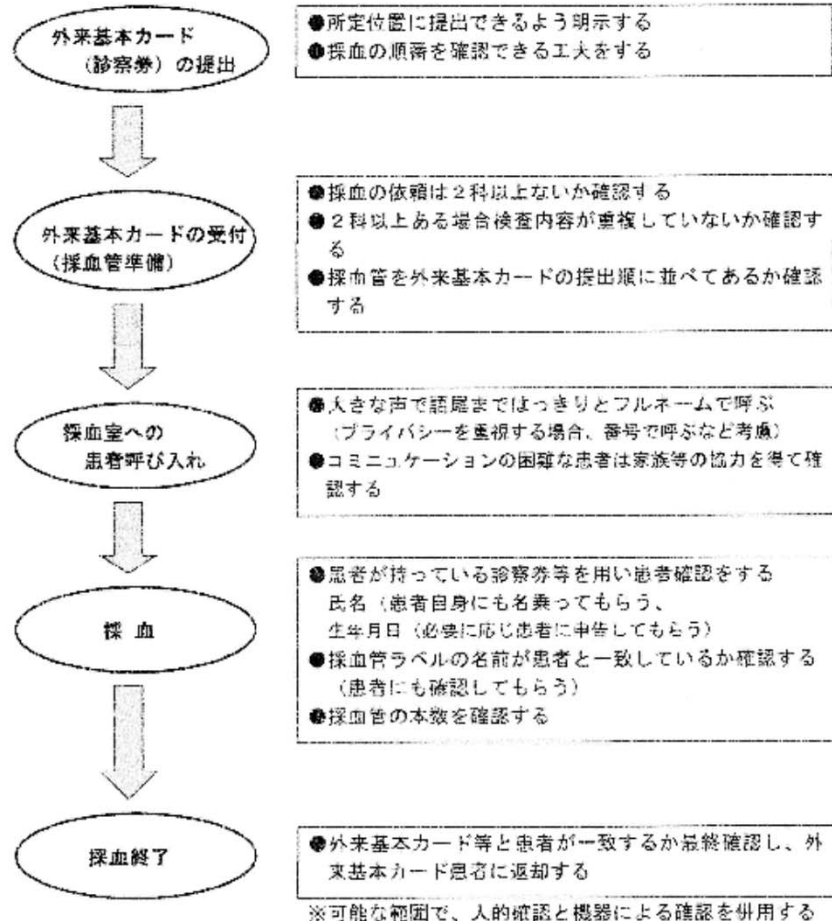 外来基本カード
（診察券）の提出
●所定位置に提出できるよう明示する
●採血の順番を確認できる工夫をする
外来基本カードの受付
（採血管準備）
●採血の依頼は２科以上ないか確認する
●２科以上ある場合検査内容が重複していないか確認す
る
●採血管を外来基本カードの提出順に並べてあるか確認
する
採血室への
患者呼び入れ
●大きな声で語尾まではっきりとフルネームで呼ぶ
（プライバシーを重視する場合、番号で呼ぶなど考慮）
●コミニュケーションの困難な患者は家族等の協力を得て確
認する
採 血
●患者が持っている診察券等を用い患者確認をする
氏名（患者自身にも名乗ってもらう、
生年月日（必要に応じ患者に申告してもらう）
●採血管ラベルの名前が患者と一致しているか確認する
（患者にも確認してもらう）
●採血管の本数を確認する
採血終了
●外来基本カード等と患者が一致するか最終確認し、外
来基本カード患者に返却する
※可能な範囲で、人的確認と機器による確認を併用する